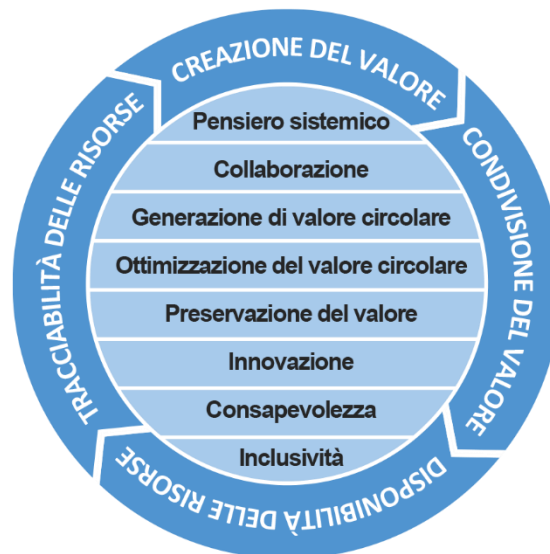 CREAZIONE DEL VALORE
CONDIVISIONE DEL VALORE
DISPONIBILITÀ DELLE RISORSE
TRACCIABILITÀ DELLE RISORSE
Pensiero sistemico
Collaborazione
Generazione di valore circolare
Ottimizzazione del valore circolare
Preservazione del valore
Innovazione
Consapevolezza
Inclusività